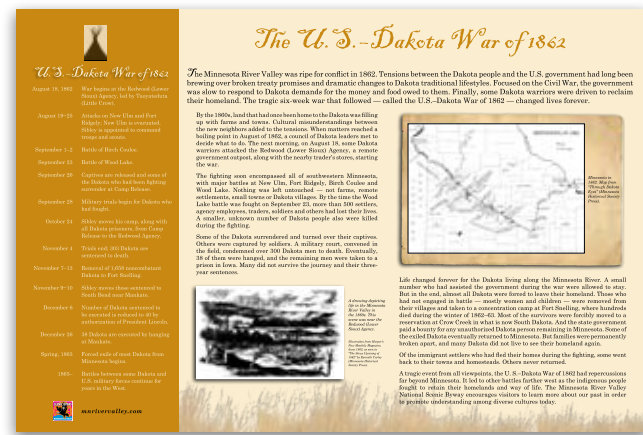 The U.S.–Dakota War of 1862
August 18, 1862
War begins at the Redwood (Lower
Sioux) Agency, led by Taoyateduta
(Little Crow).
August 19–23
Attacks on New Ulm and Fort
Ridgely; New Ulm is evacuated.
Sibley is appointed to command
troops and scouts.
September 1–2
Battle of Birch Coulee.
September 23
Battle of Wood Lake.
September 26
Captives are released and some of
the Dakota who had been fighting
surrender at Camp Release.
September 28
Military trials begin for Dakota who
had fought.
October 24
Sibley moves his camp, along with
all Dakota prisoners, from Camp
Release to the Redwood Agency.
November 4
Trials end; 303 Dakota are
sentenced to death.
November 7–13
Removal of 1,658 noncombatant
Dakota to Fort Snelling.
November 9–10
Sibley moves those sentenced to
South Bend near Mankato.
December 6
Number of Dakota sentenced to
be executed is reduced to 40 by
authorization of President Lincoln.
December 26
38 Dakota are executed by hanging
at Mankato.
Spring, 1863
Forced exile of most Dakota from
Minnesota begins.
1863-
Battles between some Dakota and
U.S. military forces continue for
years in the West.
mnrivervalley.com
The U.S.–Dakota War of 1862
The Minnesota River Valley was ripe for conflict in 1862. Tensions between the Dakota people and the U.S. government had long been
brewing over broken treaty promises and dramatic changes to Dakota traditional lifestyles. Focused on the Civil War, the government
was slow to respond to Dakota demands for the money and food owed to them. Finally, some Dakota warriors were driven to reclaim
their homeland. The tragic six-week war that followed — called the U.S.–Dakota War of 1862 — changed lives forever.
By the 1860s, land that had once been home to the Dakota was filling
up with farms and towns. Cultural misunderstandings between
the new neighbors added to the tensions. When matters reached a
boiling point in August of 1862, a council of Dakota leaders met to
decide what to do. The next morning, on August 18, some Dakota
warriors attacked the Redwood (Lower Sioux) Agency, a remote
government outpost, along with the nearby trader's stores, starting
the war.
The fighting soon encompassed all of southwestern Minnesota,
with major battles at New Ulm, Fort Ridgely, Birch Coulee and
Wood Lake. Nothing was left untouched — not farms, remote
settlements, small towns or Dakota villages. By the time the Wood
Lake battle was fought on September 23, more than 500 settlers,
agency employees, traders, soldiers and others had lost their lives.
A smaller, unknown number of Dakota people also were killed
during the fighting.
Some of the Dakota surrendered and turned over their captives.
Others were captured by soldiers. A military court, convened in
the field, condemned over 300 Dakota men to death. Eventually,
38 of them were hanged, and the remaining men were taken to a
prison in Iowa. Many did not survive the journey and their three-
year sentences.
A drawing depicting
life in the Minnesota
River Valley in
the 1860s. This
scene was near the
Redwood (Lower
Sioux) Agency.
Minnesota in
1862. Map from
"Through Dakota
Eyes" (Minnesota
Historical Society
Press).
Life changed forever for the Dakota living along the Minnesota River. A small
number who had assisted the government during the war were allowed to stay.
But in the end, almost all Dakota were forced to leave their homeland. Those who
had not engaged in battle — mostly women and children — were removed from
their villages and taken to a concentration camp at Fort Snelling, where hundreds
died during the winter of 1862–63. Most of the survivors were forcibly moved to a
reservation at Crow Creek in what is now South Dakota. And the state government
paid a bounty for any unauthorized Dakota person remaining in Minnesota. Some of
the exiled Dakota eventually returned to Minnesota. But families were permanently
broken apart, and many Dakota did not live to see their homeland again.
Of the immigrant settlers who had fled their homes during the fighting, some went
back to their towns and homesteads. Others never returned.
A tragic event from all viewpoints, the U.S.–Dakota War of 1862 had repercussions
far beyond Minnesota. It led to other battles farther west as the indigenous people
fought to retain their homelands and way of life. The Minnesota River Valley
National Scenic Byway encourages visitors to learn more about our past in order
to promote understanding among diverse cultures today.